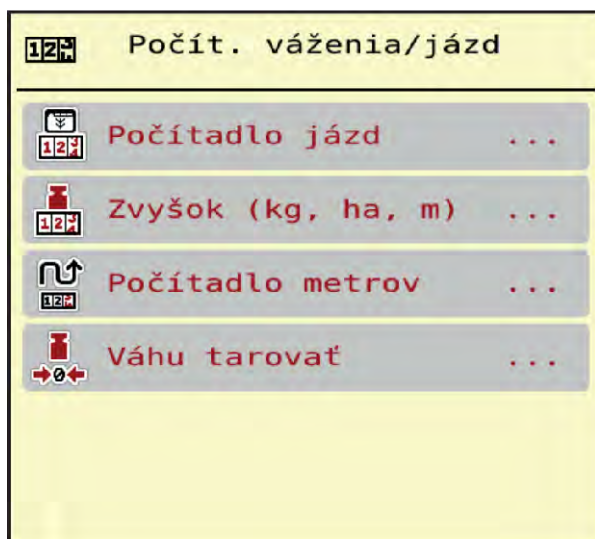 Počít. váženia/jázd
Počítadlo jázd ...
Zvyšok (kg, ha, m) ...
Počítadlo metrov ...
Váhu tarovať ...